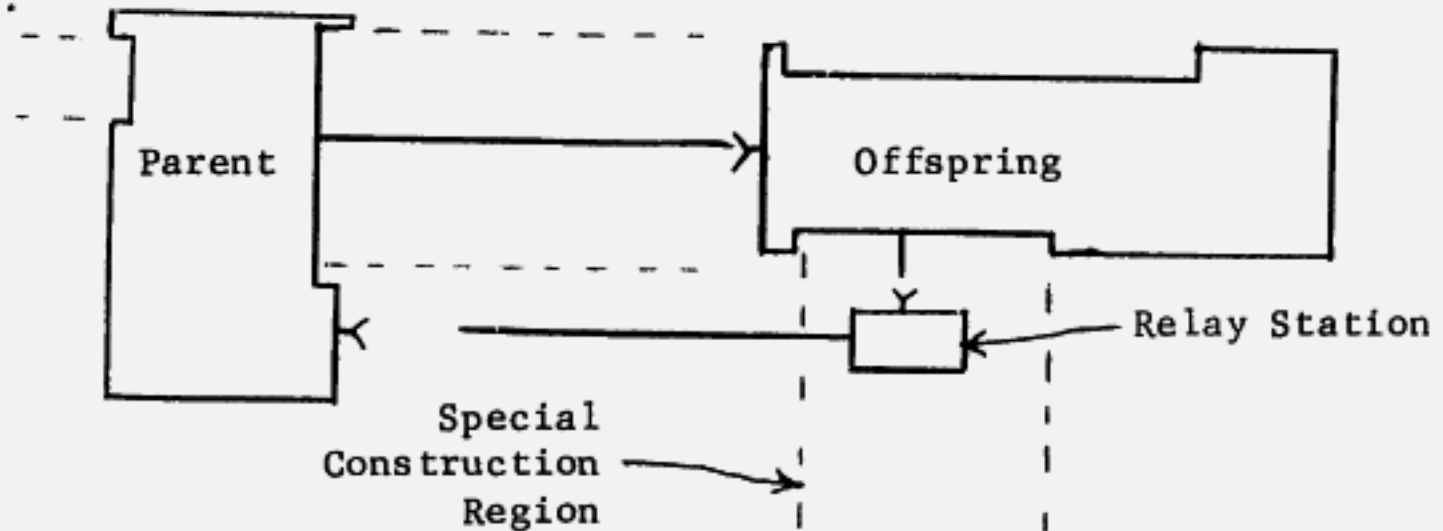 Parent
Offspring
Relay Station
Special
Construction
Region